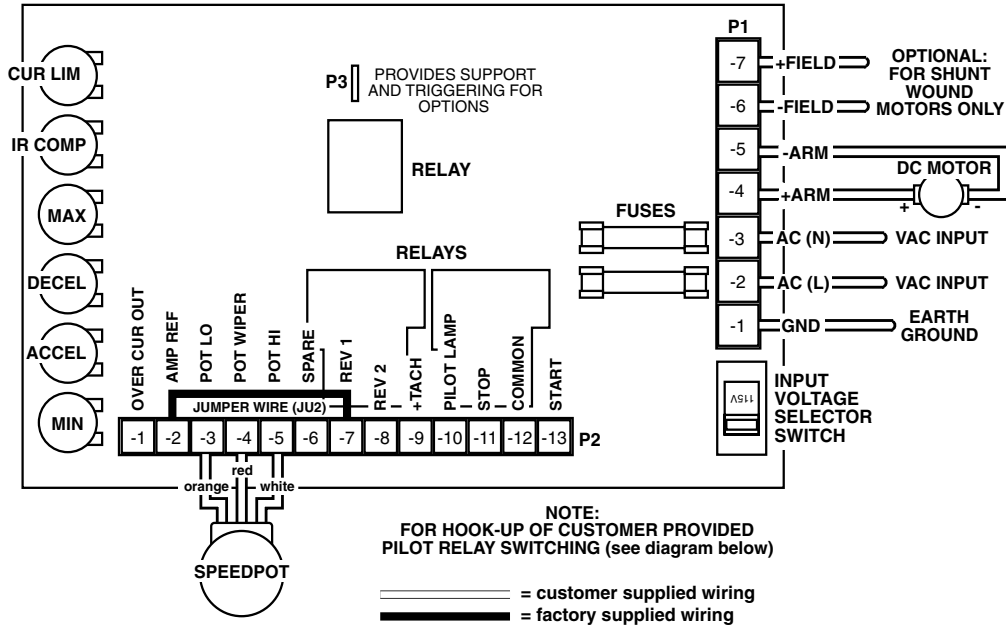 CUR LIM
IR COMP
MAX
DECEL
ACCEL
MIN
P3
PROVIDES SUPPORT
AND TRIGGERING FOR
OPTIONS
RELAY
FUSES
RELAYS
P1
-7 +FIELD
-6 -FIELD
-5 -ARM
-4 +ARM
-3 AC (N) VAC INPUT
-2 AC (L) VAC INPUT
-1 GND
OPTIONAL:
FOR SHUNT
WOUND
MOTORS ONLY
DC MOTOR
+ -
EARTH
GROUND
115V
INPUT
VOLTAGE
SELECTOR
SWITCH
OVER CUR OUT
AMP REF
POT LO
POT WIPER
POT HI
SPARE
REV 1
REV 2
+TACH
PILOT LAMP
STOP
COMMON
START
JUMPER WIRE (JU2)
-1 -2 -3 -4 -5 -6 -7 -8 -9 -10 -11 -12 -13 P2
orange red white
SPEEDPOT
NOTE:
FOR HOOK-UP OF CUSTOMER PROVIDED
PILOT RELAY SWITCHING (see diagram below)
= customer supplied wiring
= factory supplied wiring